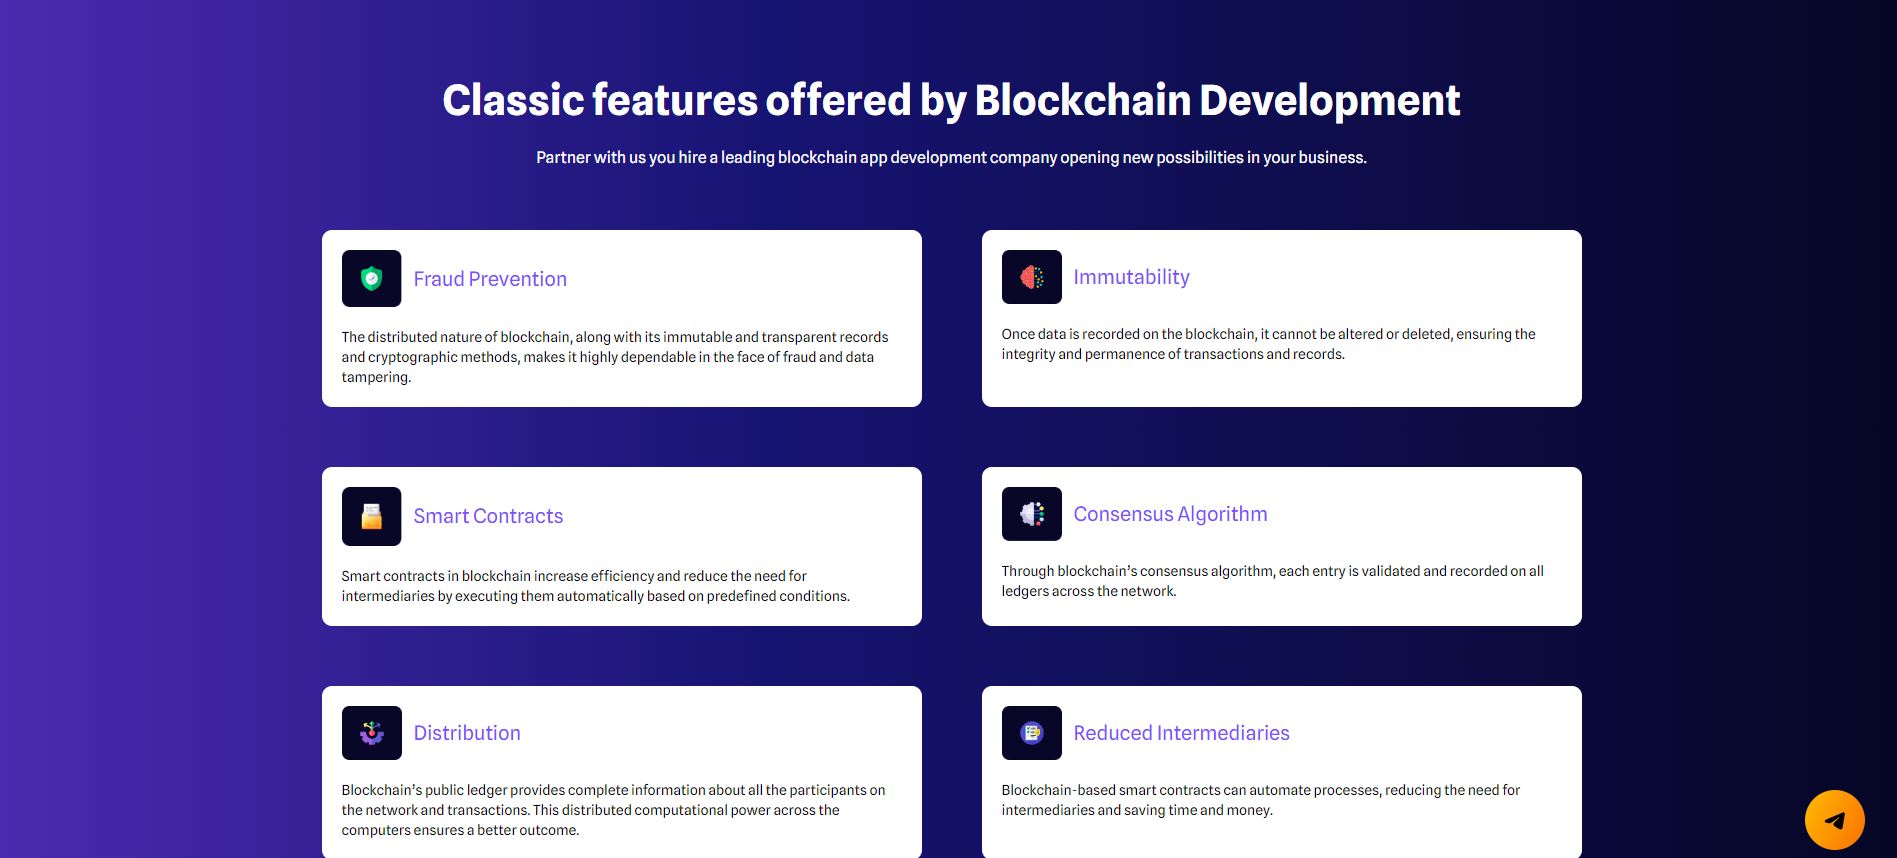 Classic features offered by Blockchain Development
Partner with us you hire a leading blockchain app development company opening new possibilities in your business.
Fraud Prevention
The distributed nature of blockchain, along with its immutable and transparent records
and cryptographic methods, makes it highly dependable in the face of fraud and data
tampering.
Immutability
Once data is recorded on the blockchain, it cannot be altered or deleted, ensuring the
integrity and permanence of transactions and records.
Smart Contracts
Smart contracts in blockchain increase efficiency and reduce the need for
intermediaries by executing them automatically based on predefined conditions.
Consensus Algorithm
Through blockchain’s consensus algorithm, each entry is validated and recorded on all
ledgers across the network.
Distribution
Blockchain’s public ledger provides complete information about all the participants on
the network and transactions. This distributed computational power across the
computers ensures a better outcome.
Reduced Intermediaries
Blockchain-based smart contracts can automate processes, reducing the need for
intermediaries and saving time and money.